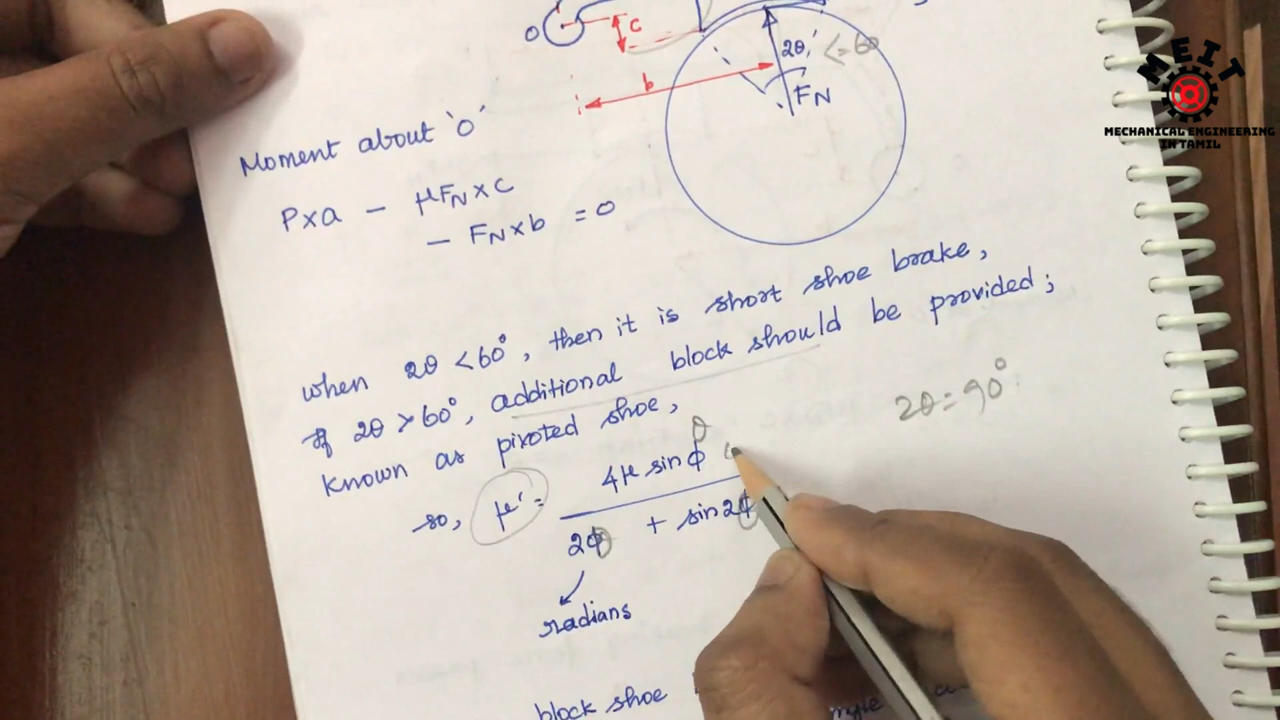 O
C
2θ, <= 60
b
FN
MEIT
MECHANICAL ENGINEERING
IN TAMIL
Moment about 'O'
P×a - μFN×C
- FN×b = 0
when 2θ <60°, then it is short shoe brake,
If 2θ >60°, additional block should be provided;
known as pivoted shoe,
2θ=90°
θ
so, μ' = 4μ sin ϕ
2ϕ + sin 2ϕ
radians
block shoe